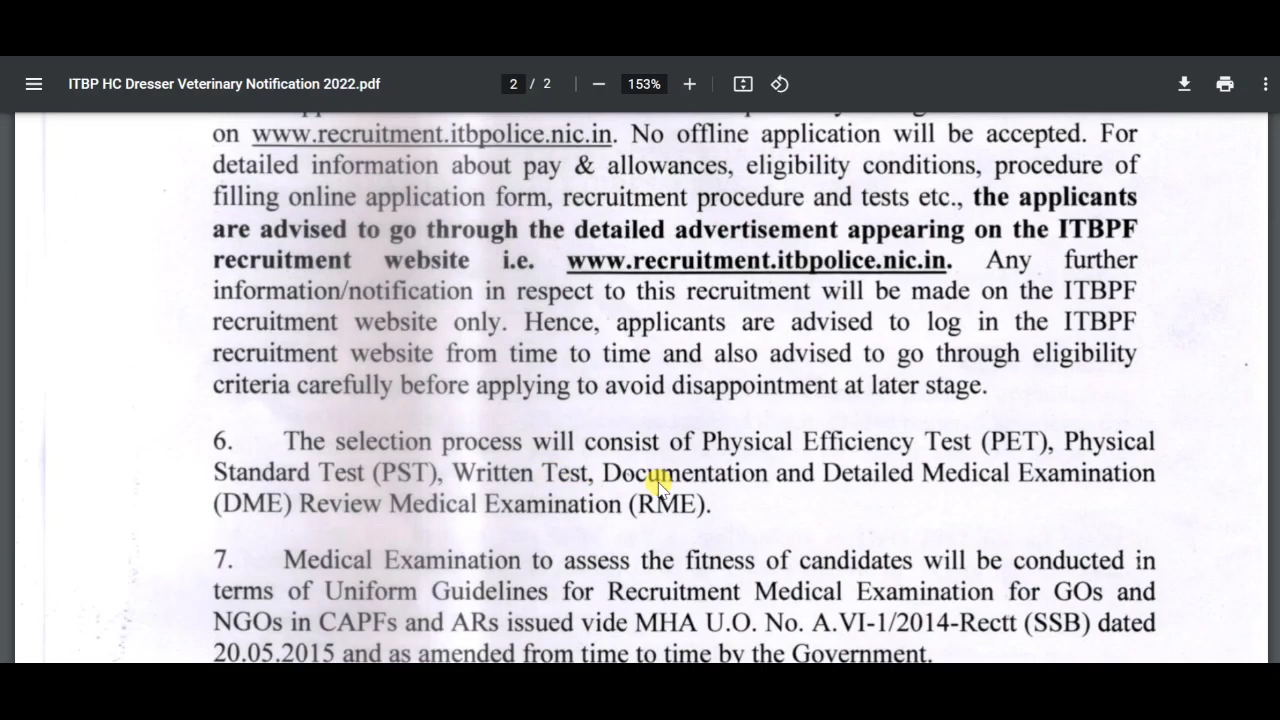 ITBP HC Dresser Veterinary Notification 2022.pdf
2 / 2
153%
on www.recruitment.itbpolice.nic.in. No offline application will be accepted. For
detailed information about pay & allowances, eligibility conditions, procedure of
filling online application form, recruitment procedure and tests etc., the applicants
are advised to go through the detailed advertisement appearing on the ITBPF
recruitment website i.e. www.recruitment.itbpolice.nic.in. Any further
information/notification in respect to this recruitment will be made on the ITBPF
recruitment website only. Hence, applicants are advised to log in the ITBPF
recruitment website from time to time and also advised to go through eligibility
criteria carefully before applying to avoid disappointment at later stage.
6. The selection process will consist of Physical Efficiency Test (PET), Physical
Standard Test (PST), Written Test, Documentation and Detailed Medical Examination
(DME) Review Medical Examination (RME).
7. Medical Examination to assess the fitness of candidates will be conducted in
terms of Uniform Guidelines for Recruitment Medical Examination for GOs and
NGOs in CAPFs and ARs issued vide MHA U.O. No. A.VI-1/2014-Rectt (SSB) dated
20.05.2015 and as amended from time to time by the Government.